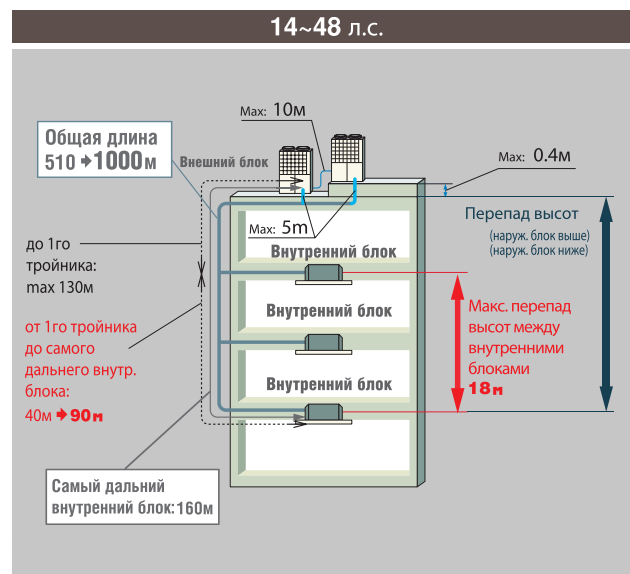 14~48 л.с.
Max: 10м
Общая длина
510 → 1000м
Внешний блок
Max: 0.4м
Max: 5m
Перепад высот
(наруж. блок выше)
(наруж. блок ниже)
Внутренний блок
до 1го
тройника:
max 130м
Внутренний блок
Макс. перепад
высот между
внутренними
блоками
18м
от 1го тройника
до самого
дальнего внутр.
блока:
40м → 90м
Внутренний блок
Самый дальний
внутренний блок:160м